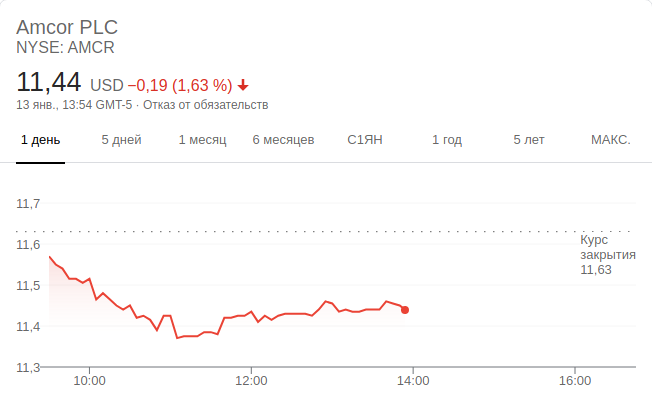 Amcor PLC
NYSE: AMCR
11,44 USD −0,19 (1,63 %)
13 янв., 13:54 GMT-5 · Отказ от обязательств
1 день 5 дней 1 месяц 6 месяцев С1ЯН 1 год 5 лет МАКС.
11,7
11,6
11,5
11,4
11,3
Курс
закрытия
11,63
10:00 12:00 14:00 16:00